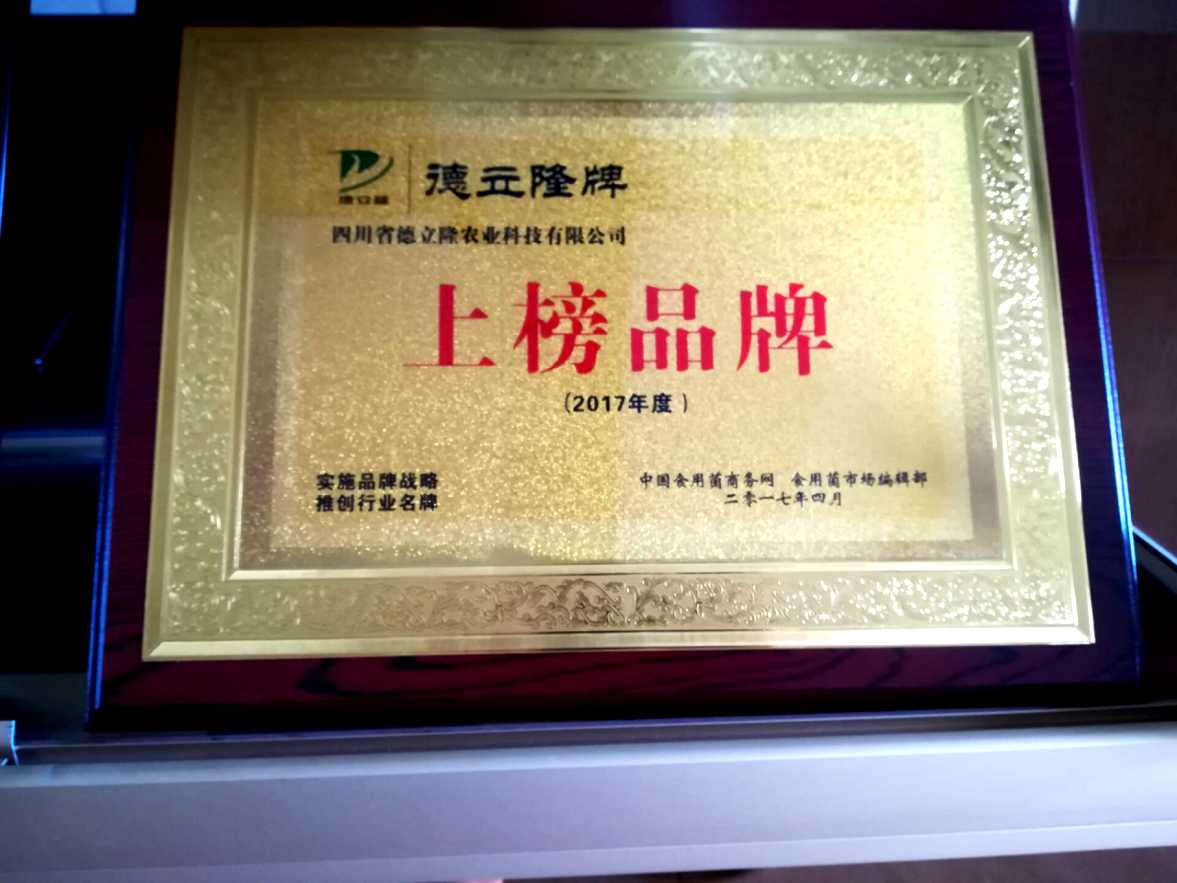 德立隆
德立隆牌
四川省德立隆农业科技有限公司
上榜品牌
(2017年度)
实施品牌战略
推创行业名牌
中国食用菌商务网 食用菌市场编辑部
二零一七年四月